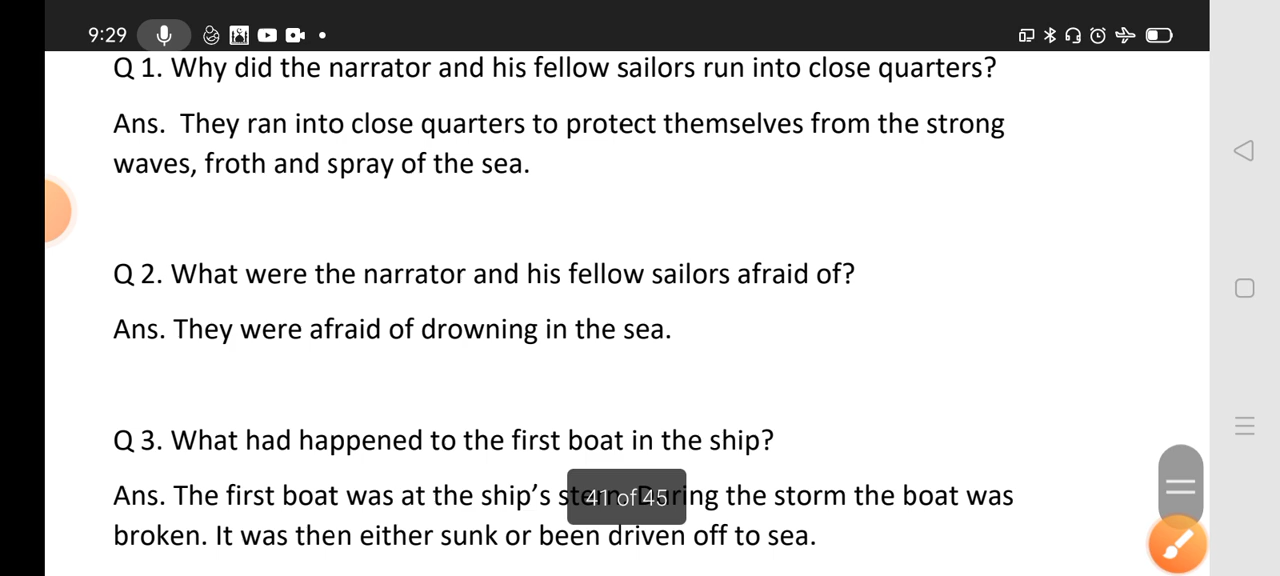 9:29
Q 1. Why did the narrator and his fellow sailors run into close quarters?
Ans.  They ran into close quarters to protect themselves from the strong
waves, froth and spray of the sea.
Q 2. What were the narrator and his fellow sailors afraid of?
Ans. They were afraid of drowning in the sea.
Q 3. What had happened to the first boat in the ship?
Ans. The first boat was at the ship’s stern. During the storm the boat was
41 of 45
broken. It was then either sunk or been driven off to sea.